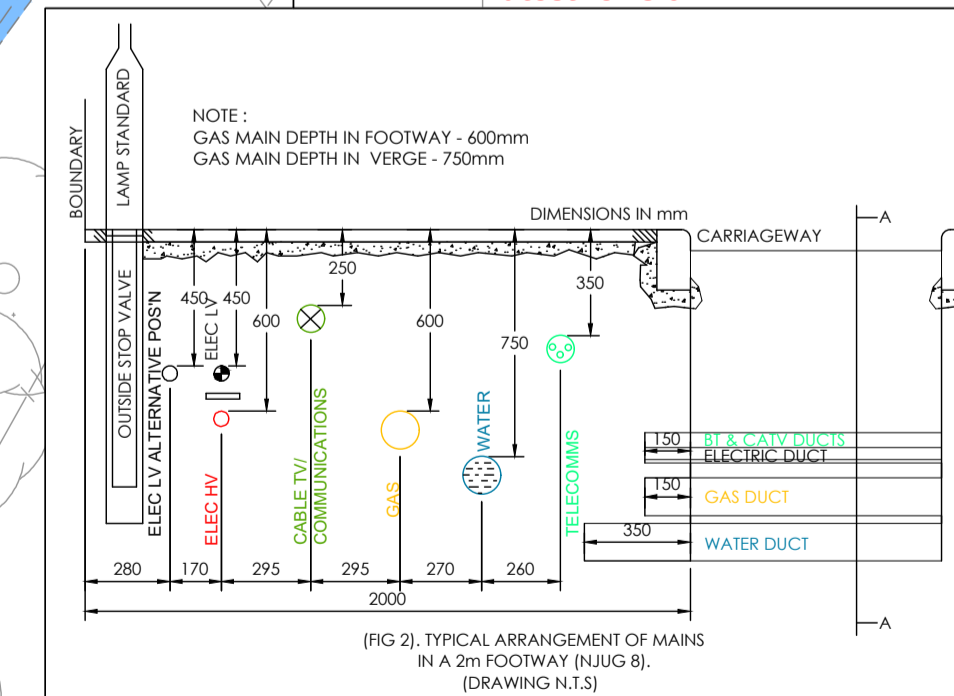 NOTE :
GAS MAIN DEPTH IN FOOTWAY - 600mm
GAS MAIN DEPTH IN VERGE - 750mm
BOUNDARY
LAMP STANDARD
OUTSIDE STOP VALVE
DIMENSIONS IN mm
CARRIAGEWAY
A
ELEC LV ALTERNATIVE POS'N
450
ELEC LV
450
600
250
600
750
350
ELEC HV
CABLE TV/
COMMUNICATIONS
GAS
WATER
TELECOMMS
150
BT & CATV DUCTS
ELECTRIC DUCT
150
GAS DUCT
350
WATER DUCT
280
170
295
295
270
260
2000
A
(FIG 2). TYPICAL ARRANGEMENT OF MAINS
IN A 2m FOOTWAY (NJUG 8).
(DRAWING N.T.S)